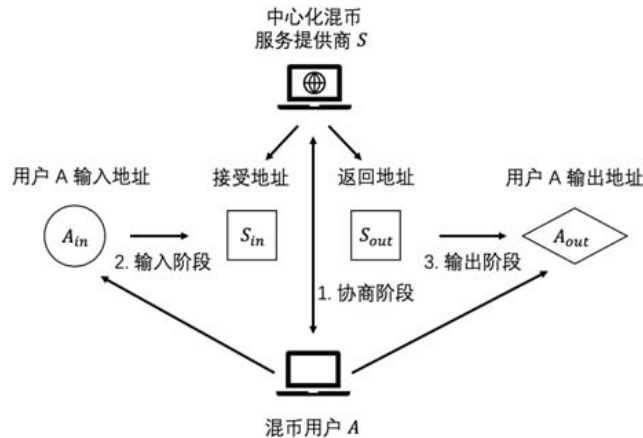 中心化混币
服务提供商 S
用户 A 输入地址
接受地址
返回地址
用户 A 输出地址
A_in
S_in
S_out
A_out
2. 输入阶段
3. 输出阶段
1. 协商阶段
混币用户 A